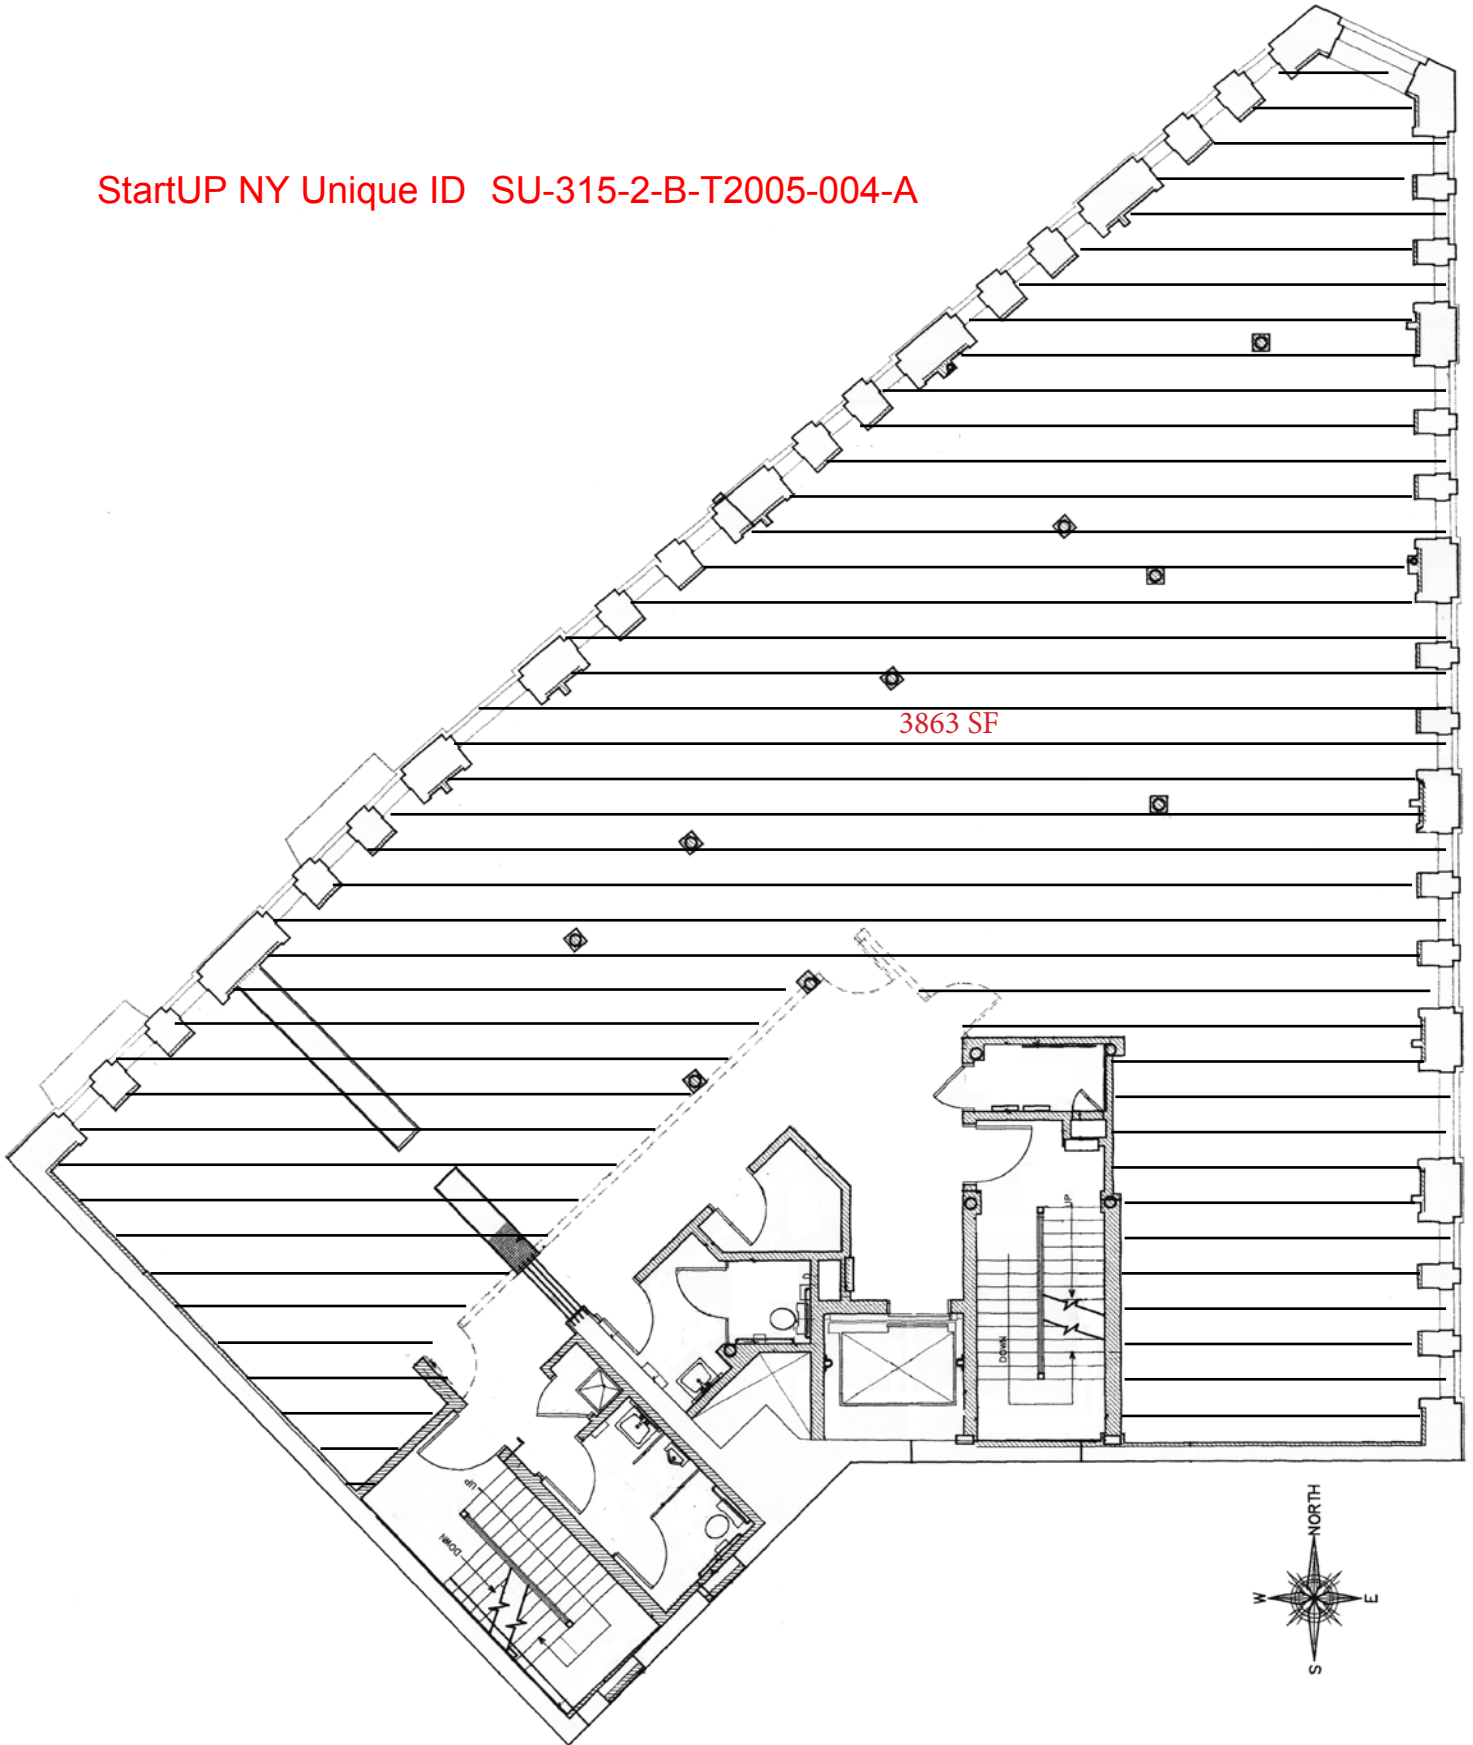 StartUP NY Unique ID SU-315-2-B-T2005-004-A
3863 SF
UP
DOWN
UP
DOWN
NORTH
W
E
S